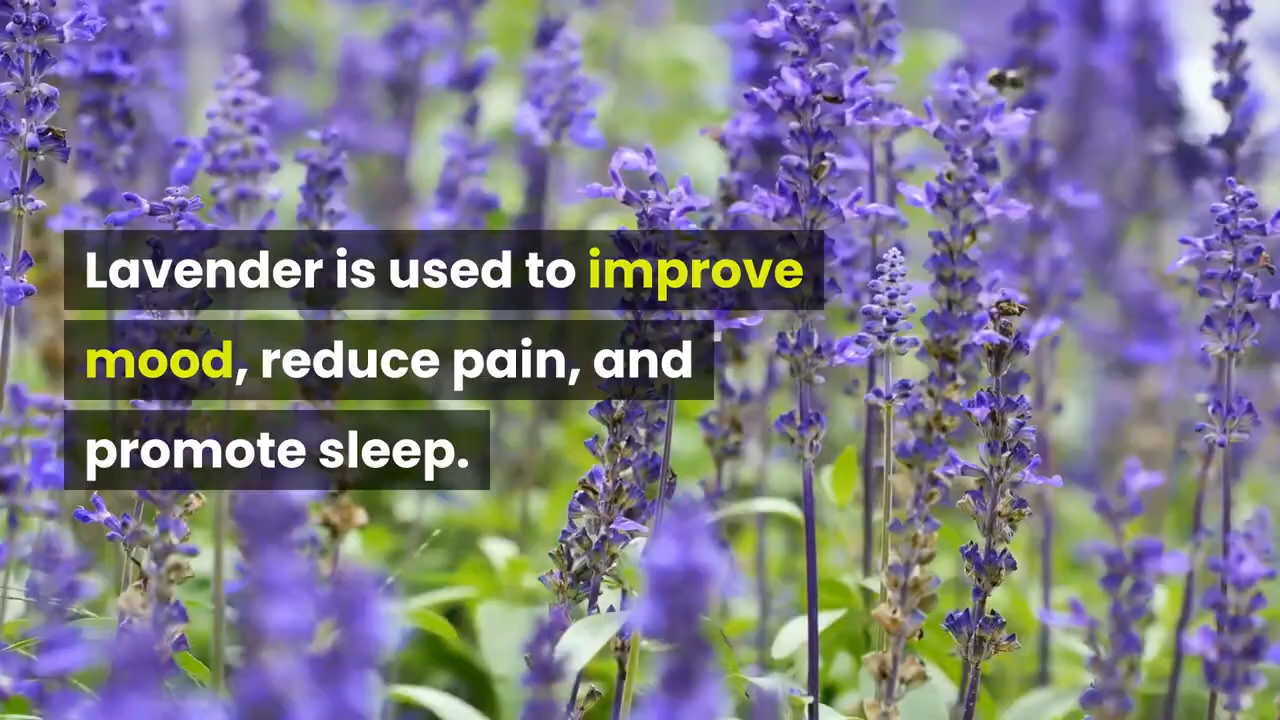 Lavender is used to improve
mood, reduce pain, and
promote sleep.